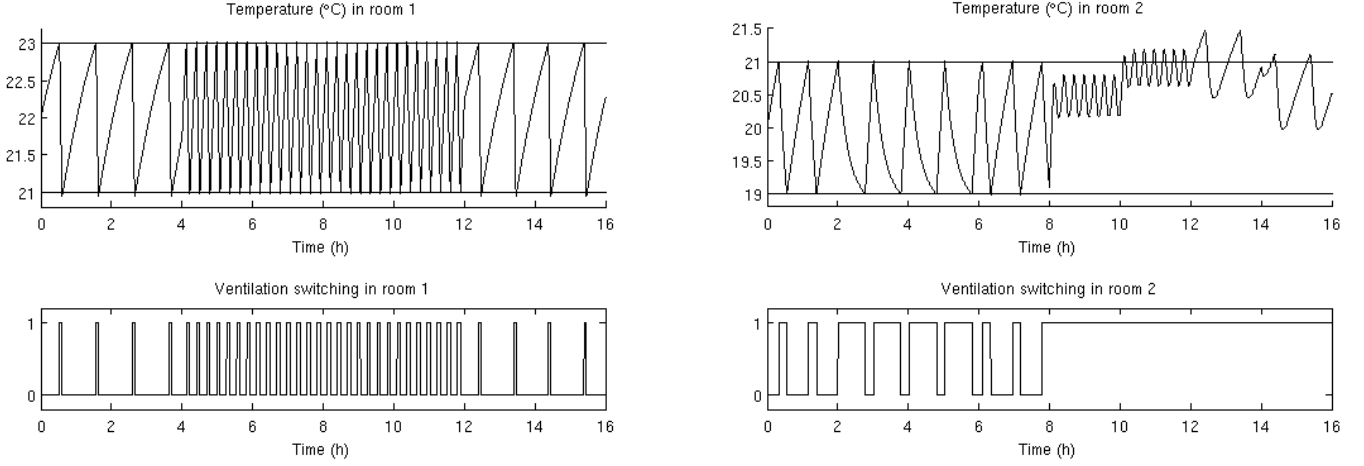 Temperature (°C) in room 1
23
22.5
22
21.5
21
0 2 4 6 8 10 12 14 16
Time (h)
Temperature (°C) in room 2
21.5
21
20.5
20
19.5
19
0 2 4 6 8 10 12 14 16
Time (h)
Ventilation switching in room 1
1
0
0 2 4 6 8 10 12 14 16
Time (h)
Ventilation switching in room 2
1
0
0 2 4 6 8 10 12 14 16
Time (h)